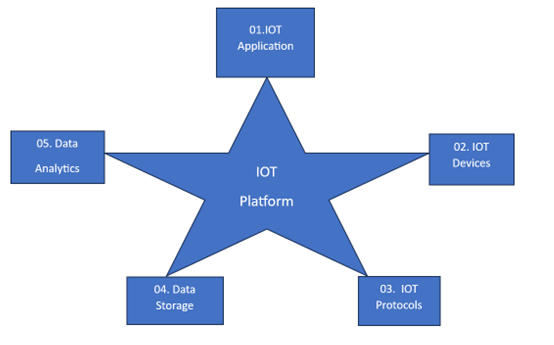 01.IOT
Application
05. Data
Analytics
02. IOT
Devices
IOT
Platform
04. Data
Storage
03. IOT
Protocols